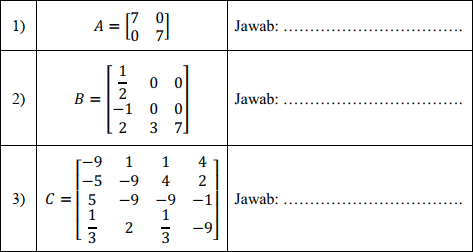 1) A = [7 0
0 7] Jawab: ......................................
2) B = [1/2 0 0
-1 0 0
2 3 7] Jawab: ......................................
3) C = [-9 1 1 4
-5 -9 4 2
5 -9 -9 -1
1/3 2 1/3 -9] Jawab: ......................................